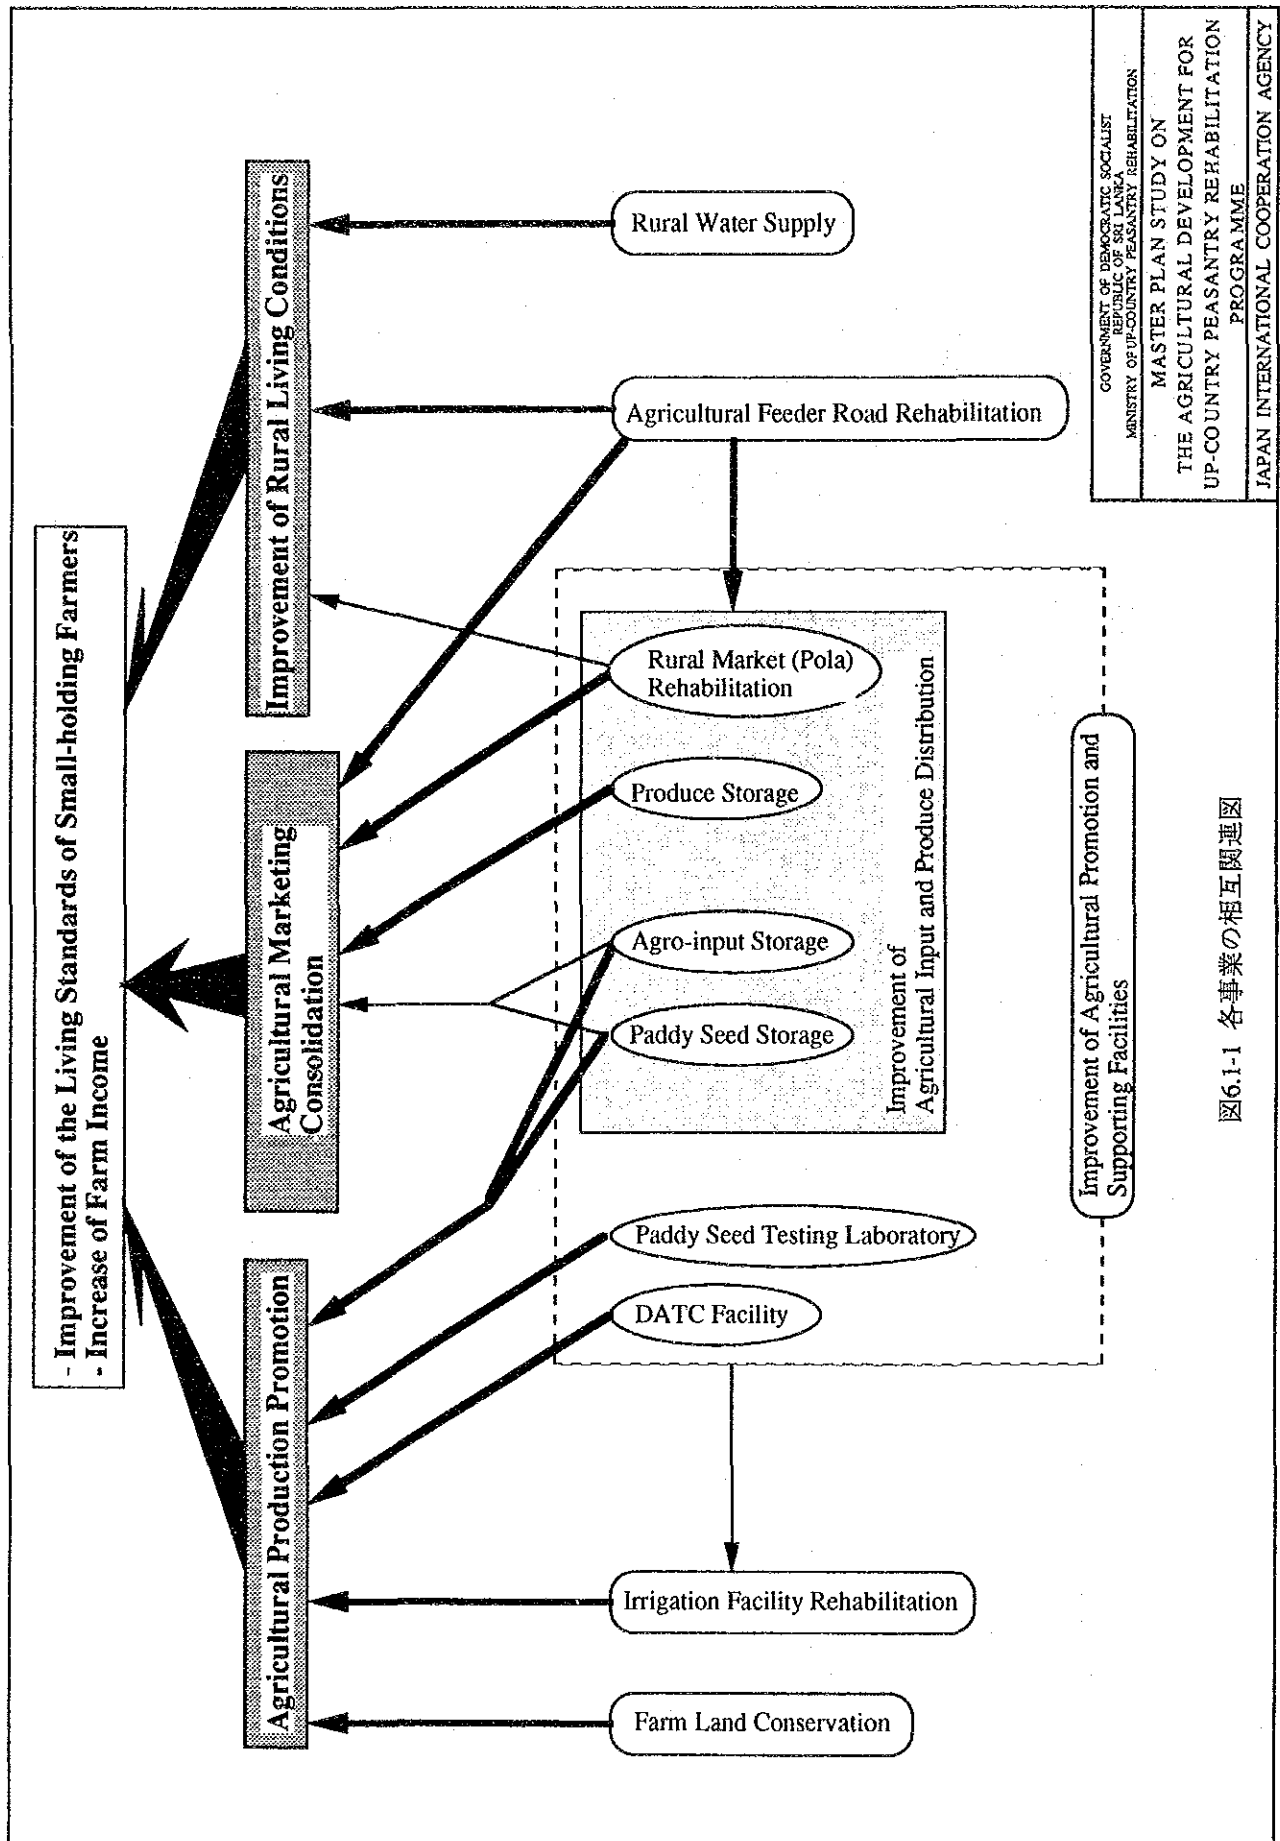 - Improvement of the Living Standards of Small-holding Farmers
- Increase of Farm Income
Agricultural Production Promotion
Agricultural Marketing
Consolidation
Improvement of Rural Living Conditions
Farm Land Conservation
Irrigation Facility Rehabilitation
DATC Facility
Paddy Seed Testing Laboratory
Paddy Seed Storage
Agro-input Storage
Produce Storage
Rural Market (Pola)
Rehabilitation
Agricultural Feeder Road Rehabilitation
Rural Water Supply
Improvement of
Agricultural Input and Produce Distribution
Improvement of Agricultural Promotion and
Supporting Facilities
図6.1-1 各事業の相互関連図
GOVERNMENT OF DEMOCRATIC SOCIALIST
REPUBLIC OF SRI LANKA
MINISTRY OF UP-COUNTRY PEASANTRY REHABILITATION
MASTER PLAN STUDY ON
THE AGRICULTURAL DEVELOPMENT FOR
UP-COUNTRY PEASANTRY REHABILITATION
PROGRAMME
JAPAN INTERNATIONAL COOPERATION AGENCY